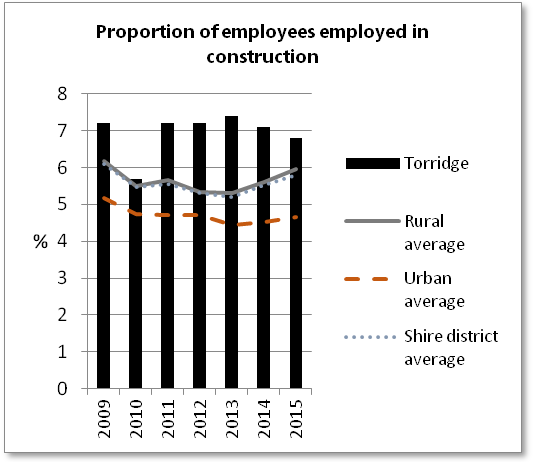 Proportion of employees employed in
construction
8
7
6
5
4
3
2
1
0
%
2009
2010
2011
2012
2013
2014
2015
Torridge
Rural
average
Urban
average
Shire district
average